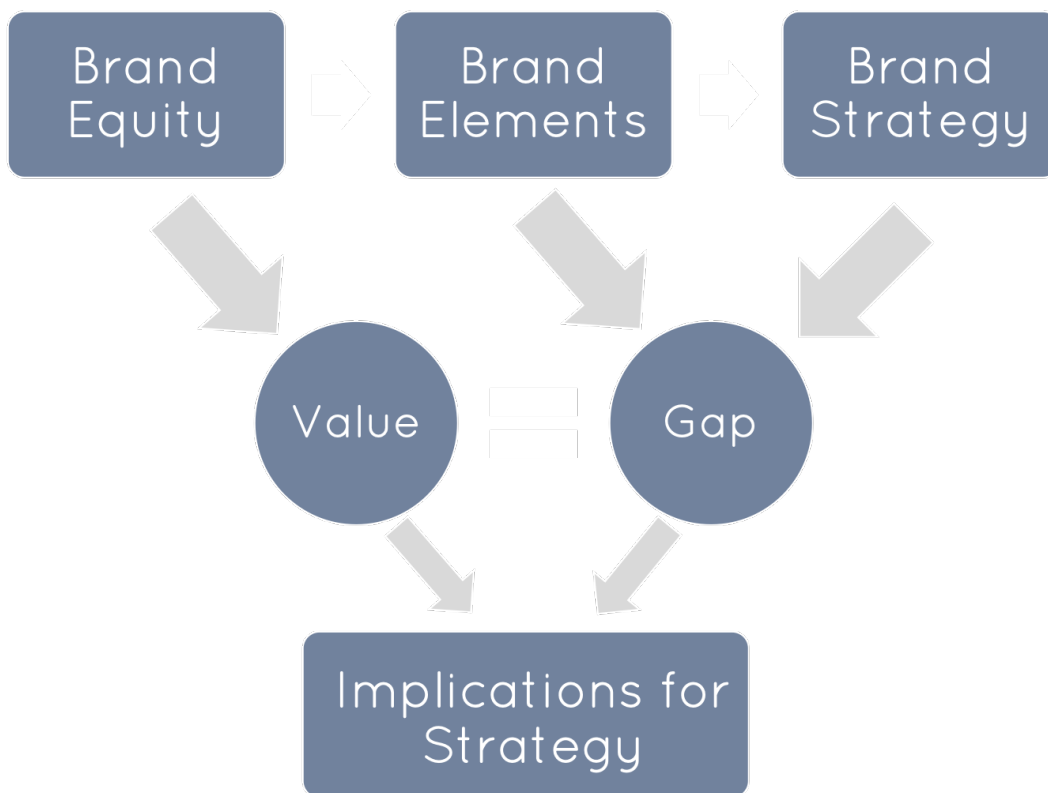 Brand
Equity
Brand
Elements
Brand
Strategy
Value
Gap
Implications for
Strategy